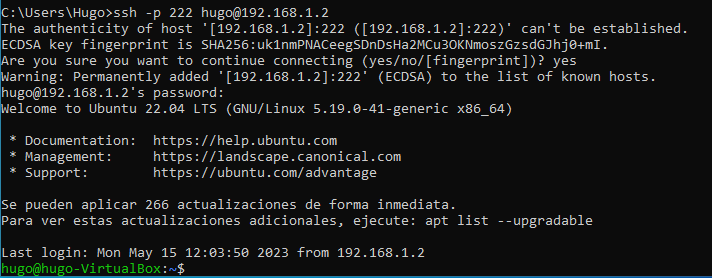 C:\Users\Hugo>ssh -p 222 hugo@192.168.1.2
The authenticity of host '[192.168.1.2]:222 ([192.168.1.2]:222)' can't be established.
ECDSA key fingerprint is SHA256:uk1nmPNACeegSDnDsHa2MCu3OKNmoszGzsdGJhj0+mI.
Are you sure you want to continue connecting (yes/no/[fingerprint])? yes
Warning: Permanently added '[192.168.1.2]:222' (ECDSA) to the list of known hosts.
hugo@192.168.1.2's password:
Welcome to Ubuntu 22.04 LTS (GNU/Linux 5.19.0-41-generic x86_64)

 * Documentation:  https://help.ubuntu.com
 * Management:     https://landscape.canonical.com
 * Support:        https://ubuntu.com/advantage

Se pueden aplicar 266 actualizaciones de forma inmediata.
Para ver estas actualizaciones adicionales, ejecute: apt list --upgradable

Last login: Mon May 15 12:03:50 2023 from 192.168.1.2
hugo@hugo-VirtualBox:~$